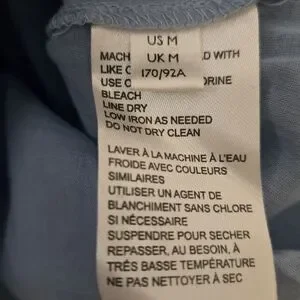 US M
UK M
170/92A
MACH D WITH
LIKE C
USE O ORINE
BLEACH
LINE DRY
LOW IRON AS NEEDED
DO NOT DRY CLEAN
LAVER À LA MACHINE À L'EAU
FROIDE AVEC COULEURS
SIMILAIRES
UTILISER UN AGENT DE
BLANCHIMENT SANS CHLORE
SI NÉCESSAIRE
SUSPENDRE POUR SECHER
REPASSER, AU BESOIN, À
TRÉS BASSE TEMPÉRATURE
NE PAS NETTOYER À SEC